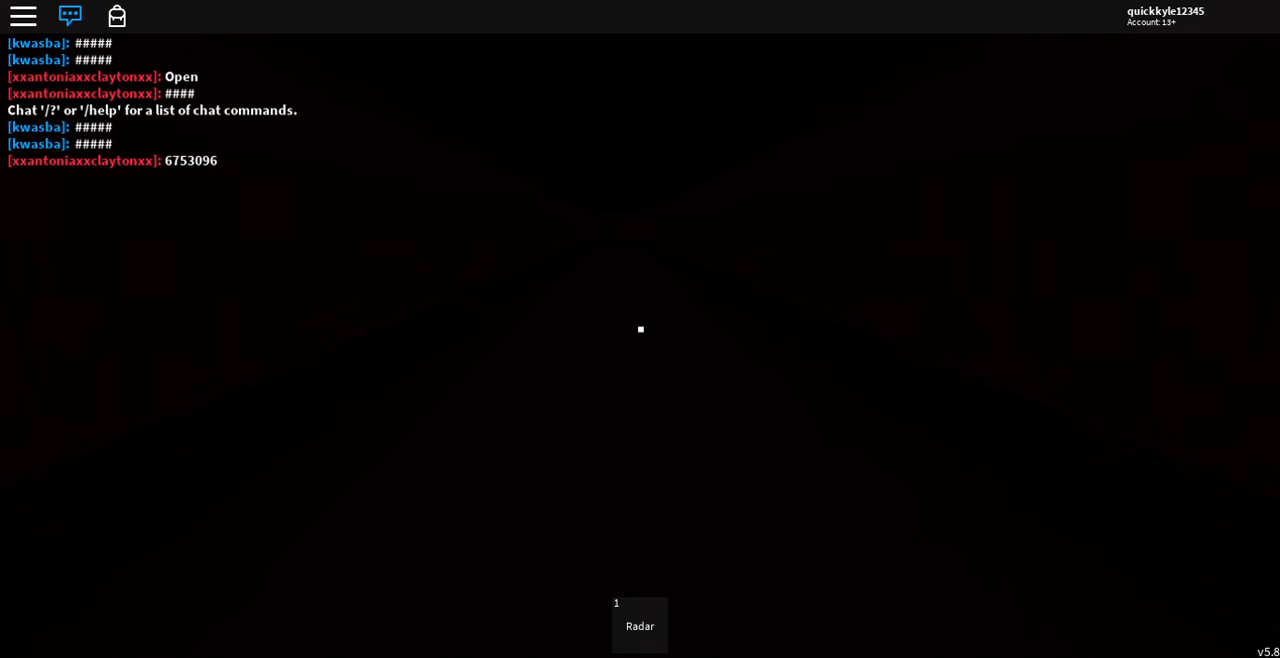 quickkyle12345
Account: 13+
[kwasba]: #####
[kwasba]: #####
[xxantoniaxxclaytonxx]: Open
[xxantoniaxxclaytonxx]: ####
Chat '/?' or '/help' for a list of chat commands.
[kwasba]: #####
[kwasba]: #####
[xxantoniaxxclaytonxx]: 6753096
1
Radar
v5.8